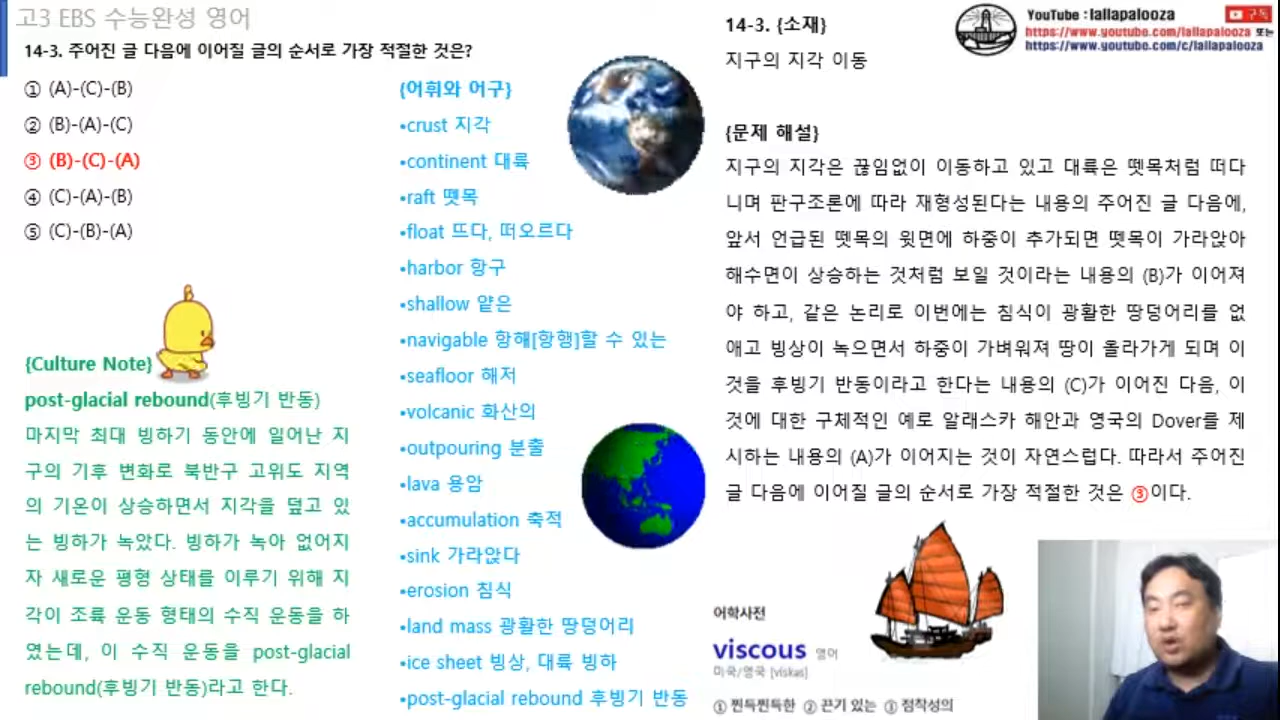 고3 EBS 수능완성 영어
14-3. 주어진 글 다음에 이어질 글의 순서로 가장 적절한 것은?
① (A)-(C)-(B)
② (B)-(A)-(C)
③ (B)-(C)-(A)
④ (C)-(A)-(B)
⑤ (C)-(B)-(A)
{Culture Note}
post-glacial rebound(후빙기 반동)
마지막 최대 빙하기 동안에 일어난 지
구의 기후 변화로 북반구 고위도 지역
의 기온이 상승하면서 지각을 덮고 있
는 빙하가 녹았다. 빙하가 녹아 없어지
자 새로운 평형 상태를 이루기 위해 지
각이 조륙 운동 형태의 수직 운동을 하
였는데, 이 수직 운동을 post-glacial
rebound(후빙기 반동)라고 한다.
{어휘와 어구}
•crust 지각
•continent 대륙
•raft 뗏목
•float 뜨다, 떠오르다
•harbor 항구
•shallow 얕은
•navigable 항해[항행]할 수 있는
•seafloor 해저
•volcanic 화산의
•outpouring 분출
•lava 용암
•accumulation 축적
•sink 가라앉다
•erosion 침식
•land mass 광활한 땅덩어리
•ice sheet 빙상, 대륙 빙하
•post-glacial rebound 후빙기 반동
14-3. {소재}
지구의 지각 이동
{문제 해설}
지구의 지각은 끊임없이 이동하고 있고 대륙은 뗏목처럼 떠다
니며 판구조론에 따라 재형성된다는 내용의 주어진 글 다음에,
앞서 언급된 뗏목의 윗면에 하중이 추가되면 뗏목이 가라앉아
해수면이 상승하는 것처럼 보일 것이라는 내용의 (B)가 이어져
야 하고, 같은 논리로 이번에는 침식이 광활한 땅덩어리를 없
애고 빙상이 녹으면서 하중이 가벼워져 땅이 올라가게 되며 이
것을 후빙기 반동이라고 한다는 내용의 (C)가 이어진 다음, 이
것에 대한 구체적인 예로 알래스카 해안과 영국의 Dover를 제
시하는 내용의 (A)가 이어지는 것이 자연스럽다. 따라서 주어진
글 다음에 이어질 글의 순서로 가장 적절한 것은 ③이다.
YouTube : lallapalooza
구독
https://www.youtube.com/lallapalooza 또는
https://www.youtube.com/c/lallapalooza
어학사전
viscous 영어
미국/영국 [viskəs]
① 찐득찐득한 ② 끈기 있는 ③ 점착성의